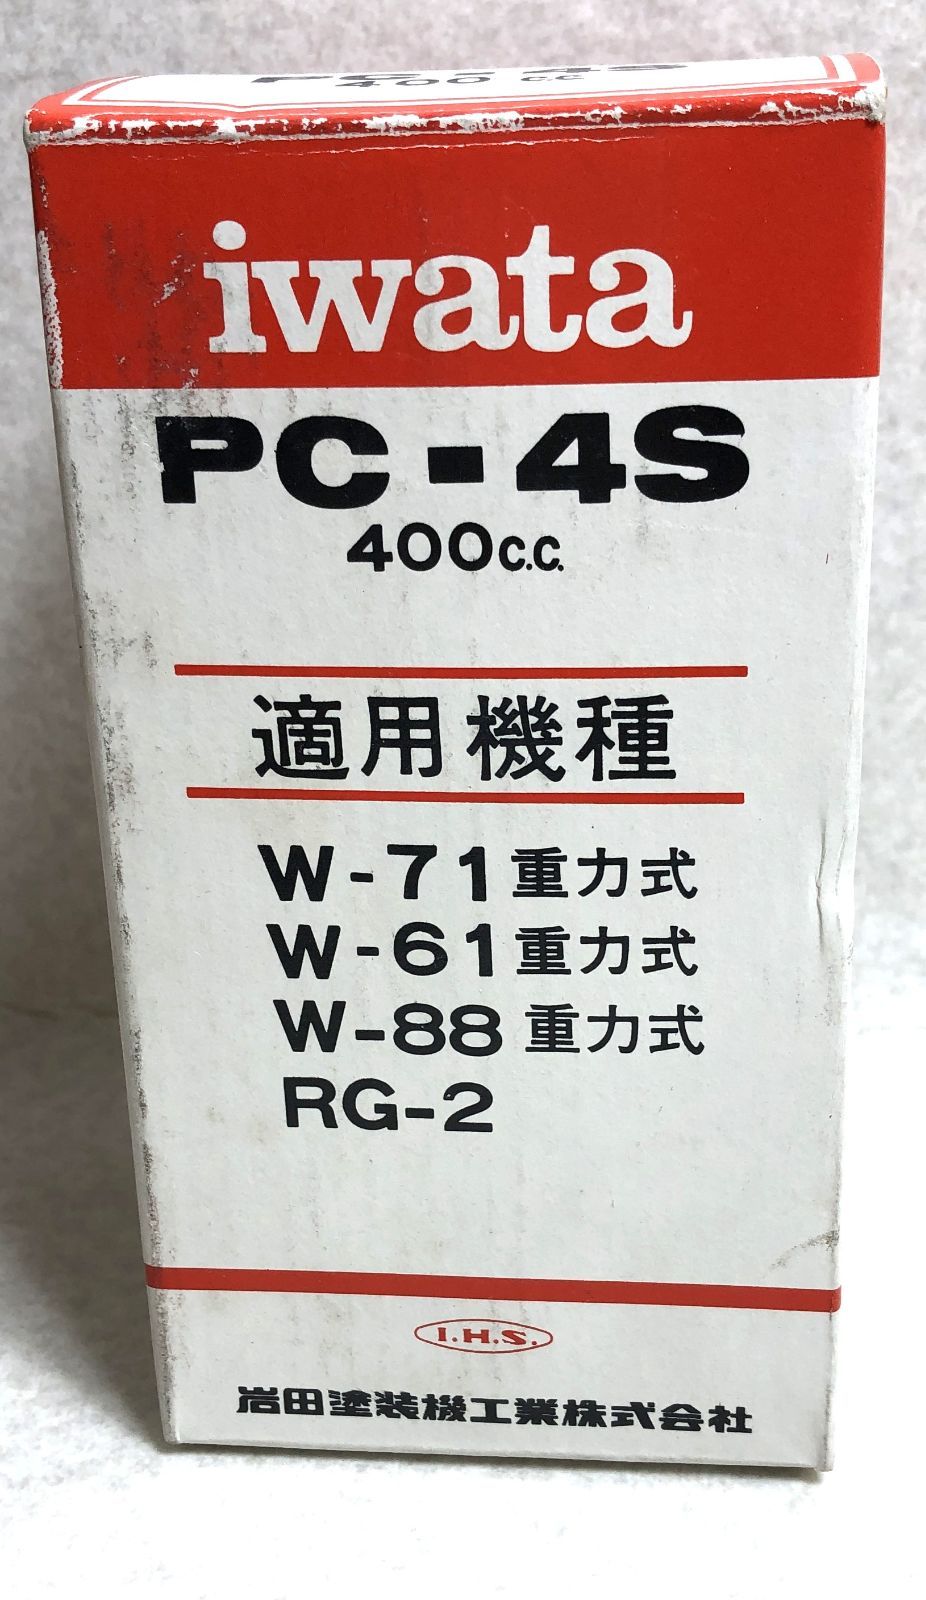 PC-4S
400cc
iwata
PC-4S
400c.c.
適用機種
W-71重力式
W-61重力式
W-88重力式
RG-2
I.H.S.
岩田塗装機工業株式会社